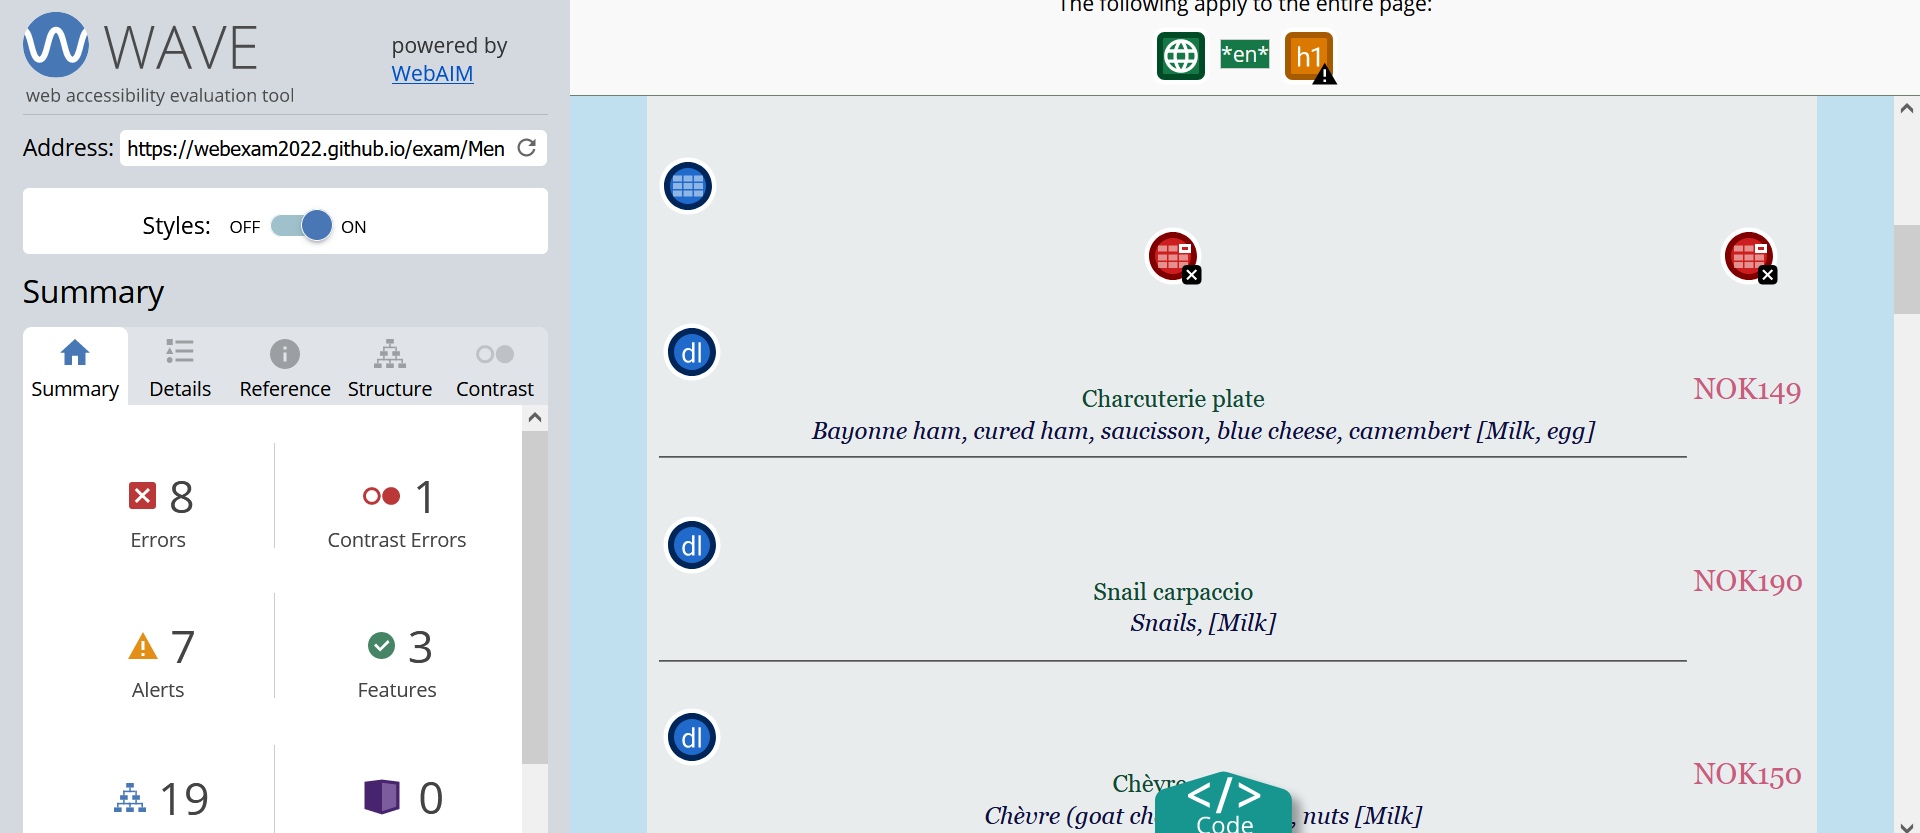 WAVE
powered by
WebAIM
web accessibility evaluation tool
Address: https://webexam2022.github.io/exam/Men
Styles: OFF ON
Summary
Summary Details Reference Structure Contrast
8
Errors
1
Contrast Errors
7
Alerts
3
Features
19
0
The following apply to the entire page:
*en* h1
dl
Charcuterie plate
NOK149
Bayonne ham, cured ham, saucisson, blue cheese, camembert [Milk, egg]
dl
Snail carpaccio
NOK190
Snails, [Milk]
dl
Chèvre
NOK150
Chèvre (goat ch , nuts [Milk]
</> 
Code